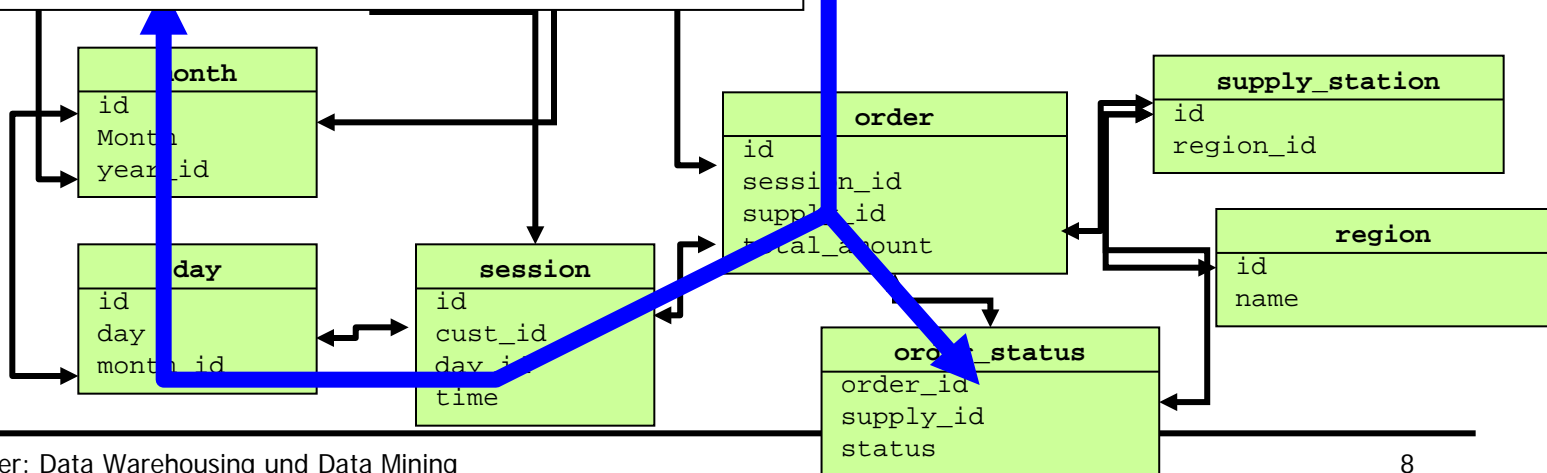 month
id
Month
year_id
day
id
day
month_id
session
id
cust_id
day_id
time
order
id
session_id
supply_id
total_amount
order_status
order_id
supply_id
status
supply_station
id
region_id
region
id
name
er: Data Warehousing und Data Mining
8